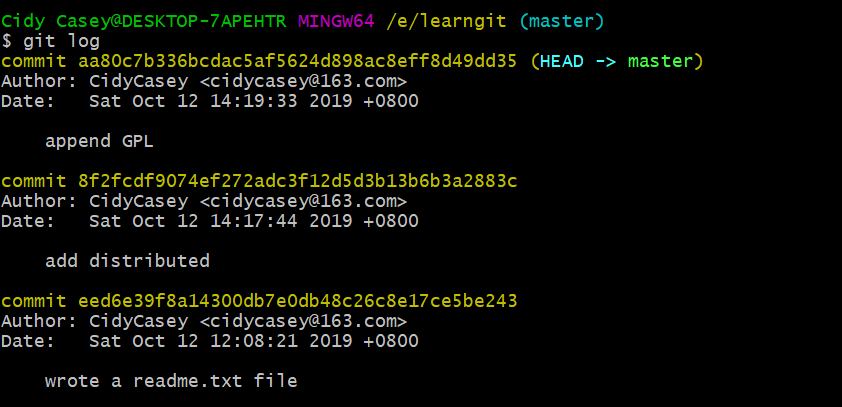 Cidy Casey@DESKTOP-7APEHTR MINGW64 /e/learngit (master)
$ git log
commit aa80c7b336bcdac5af5624d898ac8eff8d49dd35 (HEAD -> master)
Author: CidyCasey <cidycasey@163.com>
Date:   Sat Oct 12 14:19:33 2019 +0800
    append GPL
commit 8f2fcdf9074ef272adc3f12d5d3b13b6b3a2883c
Author: CidyCasey <cidycasey@163.com>
Date:   Sat Oct 12 14:17:44 2019 +0800
    add distributed
commit eed6e39f8a14300db7e0db48c26c8e17ce5be243
Author: CidyCasey <cidycasey@163.com>
Date:   Sat Oct 12 12:08:21 2019 +0800
    wrote a readme.txt file